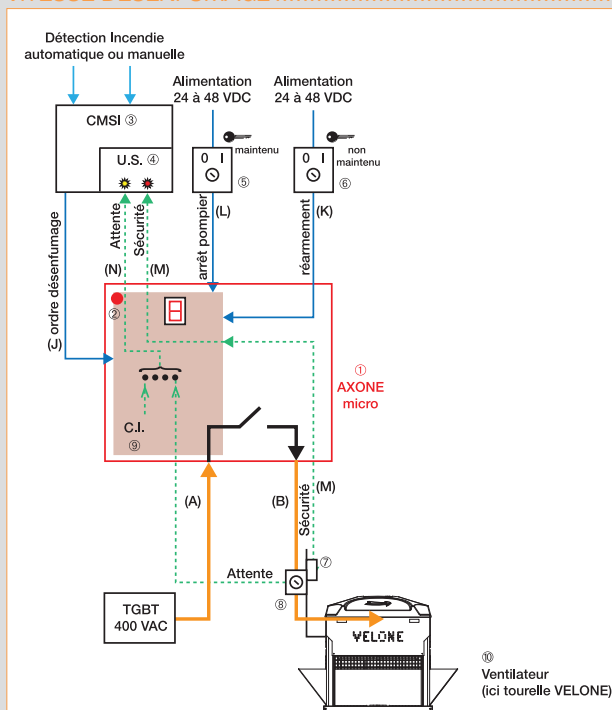 Détection Incendie
automatique ou manuelle
Alimentation
24 à 48 VDC
Alimentation
24 à 48 VDC
CMSI ③
U.S. ④
0 I
maintenu
⑤
0 I
non
maintenu
⑥
(J) ordre désenfumage
Attente
(N)
Sécurité
(M)
arrêt pompier
(L)
réarmement
(K)
②
①
AXONE
micro
C.I.
⑨
(A)
(B)
Sécurité
(M)
Attente
⑦
⑧
TGBT
400 VAC
VELONE
⑩
Ventilateur
(ici tourelle VELONE)